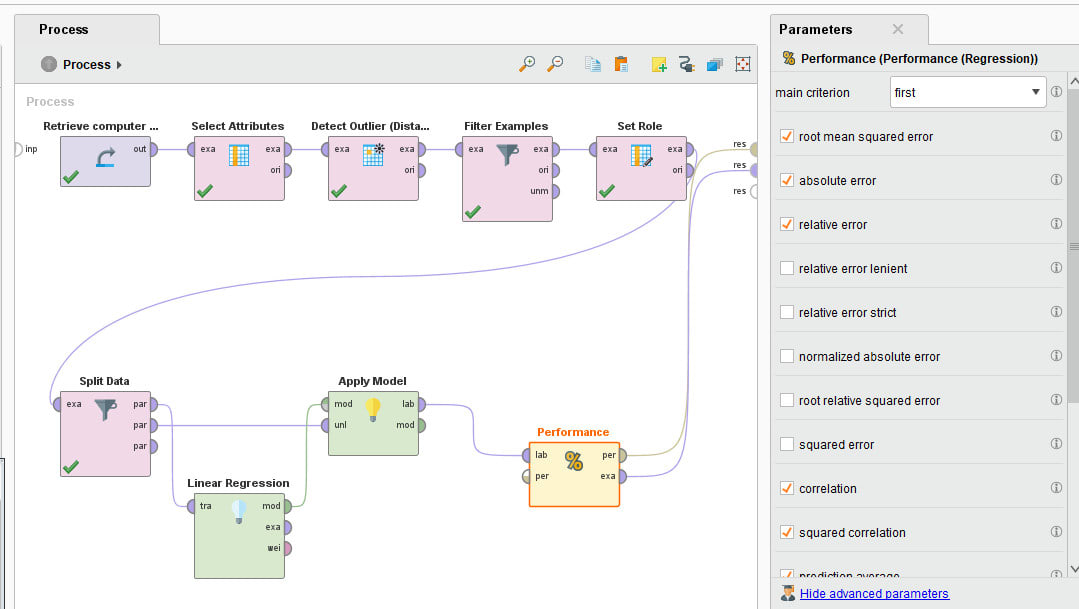 Process
Process
Process
Retrieve computer ...
out
inp
Select Attributes
exa
exa
ori
Detect Outlier (Dista...
exa
exa
ori
Filter Examples
exa
exa
ori
unm
Set Role
exa
exa
ori
res
res
res
Split Data
exa
par
par
par
Apply Model
mod
lab
unl
mod
Linear Regression
tra
mod
exa
wei
Performance
%
lab
per
per
exa
Parameters
% Performance (Performance (Regression))
main criterion
first
root mean squared error
absolute error
relative error
relative error lenient
relative error strict
normalized absolute error
root relative squared error
squared error
correlation
squared correlation
prediction average
Hide advanced parameters